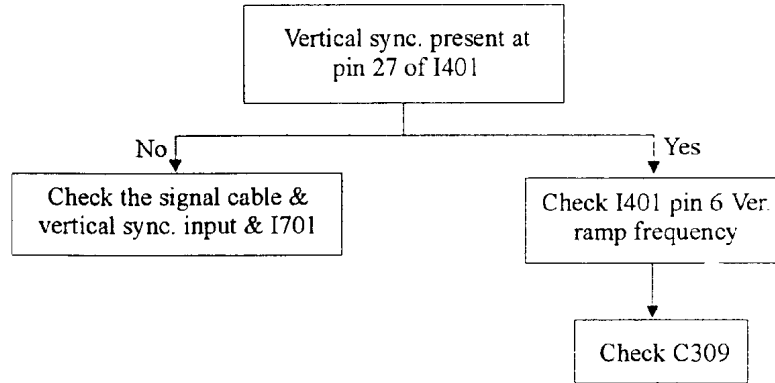 Vertical sync. present at
pin 27 of I401
No
Yes
Check the signal cable &
vertical sync. input & I701
Check I401 pin 6 Ver.
ramp frequency
Check C309